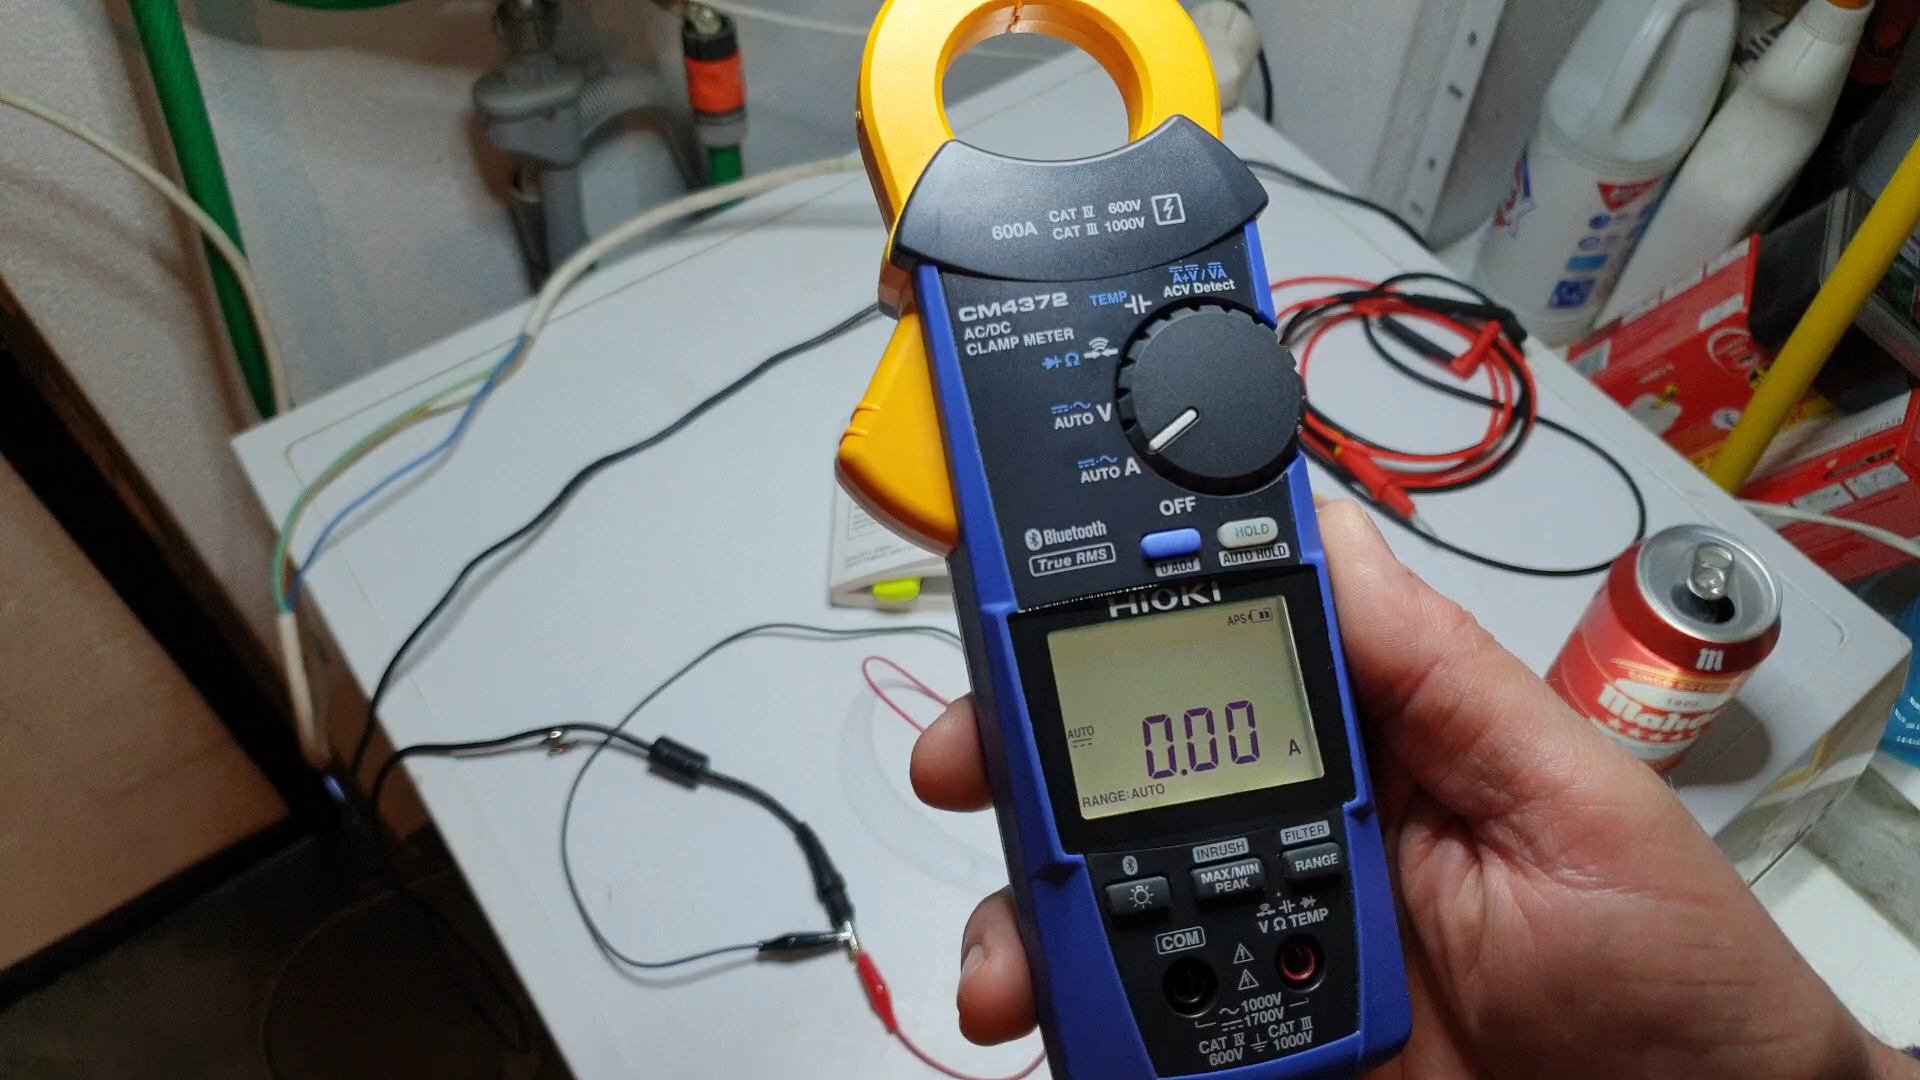 600A
CAT IV 600V
CAT III 1000V
A+V / VA
ACV Detect
TEMP
CM4372
AC/DC
CLAMP METER
Ω
AUTO V
AUTO A
OFF
Bluetooth
True RMS
0 ADJ
HOLD
AUTO HOLD
HIOKI
APS
AUTO
0.00 A
RANGE:AUTO
INRUSH
MAX/MIN
PEAK
FILTER
RANGE
V Ω TEMP
COM
1000V
1700V
CAT IV
600V
CAT III
1000V
m
Mahou